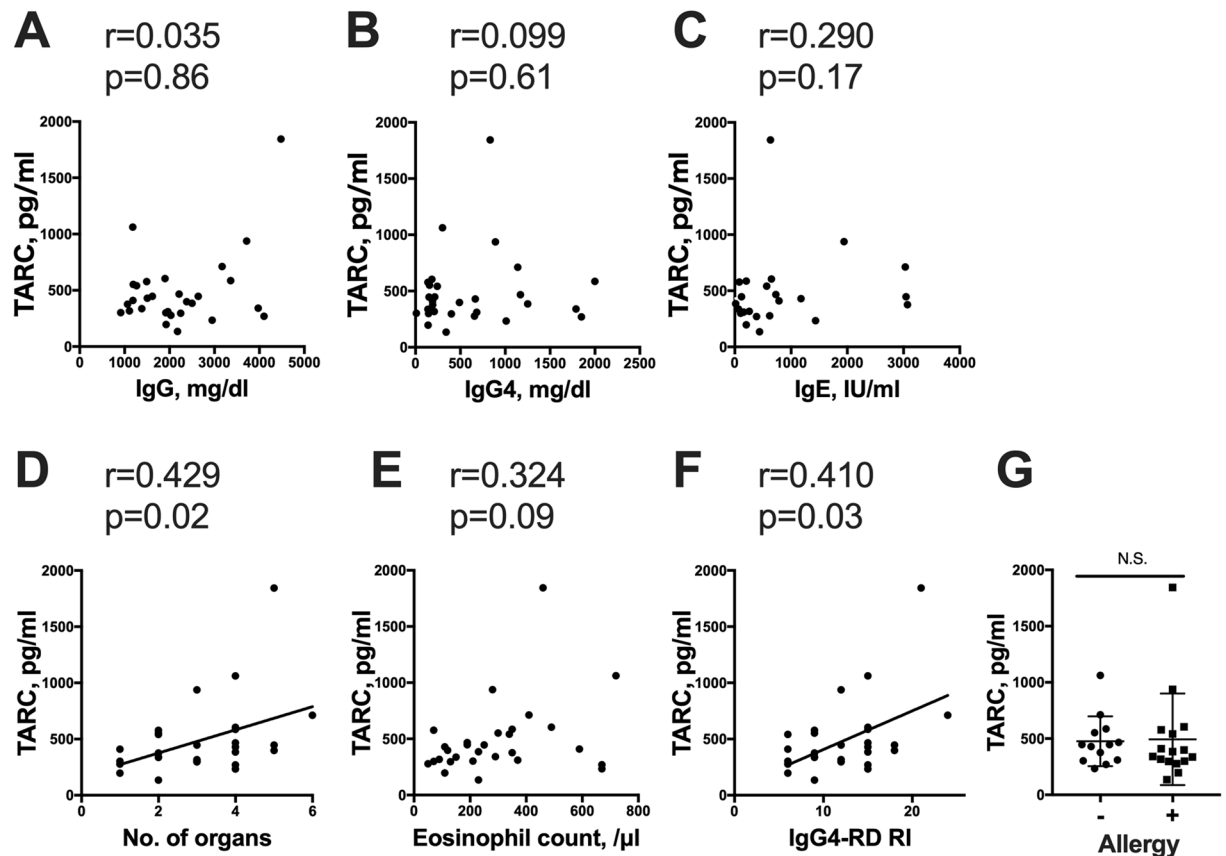 A
r=0.035
p=0.86
2000
1500
1000
500
0
TARC, pg/ml
0 1000 2000 3000 4000 5000
IgG, mg/dl
B
r=0.099
p=0.61
2000
1500
1000
500
0
TARC, pg/ml
0 500 1000 1500 2000 2500
IgG4, mg/dl
C
r=0.290
p=0.17
2000
1500
1000
500
0
TARC, pg/ml
0 1000 2000 3000 4000
IgE, IU/ml
D
r=0.429
p=0.02
2000
1500
1000
500
0
TARC, pg/ml
0 2 4 6
No. of organs
E
r=0.324
p=0.09
2000
1500
1000
500
0
TARC, pg/ml
0 200 400 600 800
Eosinophil count, /μl
F
r=0.410
p=0.03
2000
1500
1000
500
0
TARC, pg/ml
0 10 20
IgG4-RD RI
G
N.S.
2000
1500
1000
500
0
TARC, pg/ml
- +
Allergy